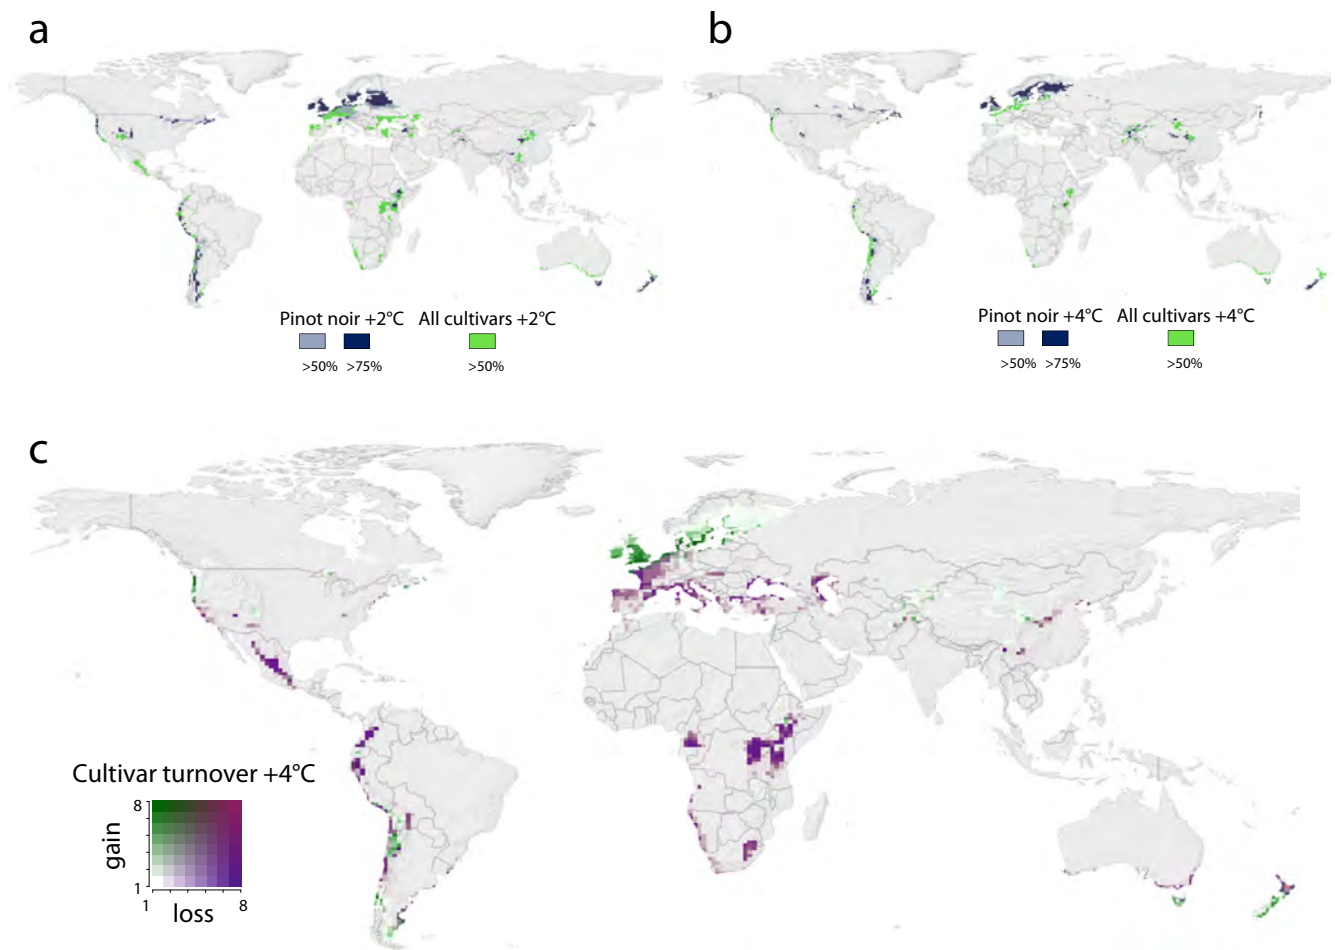 a
b
Pinot noir +2°C All cultivars +2°C
>50% >75% >50%
Pinot noir +4°C All cultivars +4°C
>50% >75% >50%
c
Cultivar turnover +4°C
8
gain
1
1 8
loss